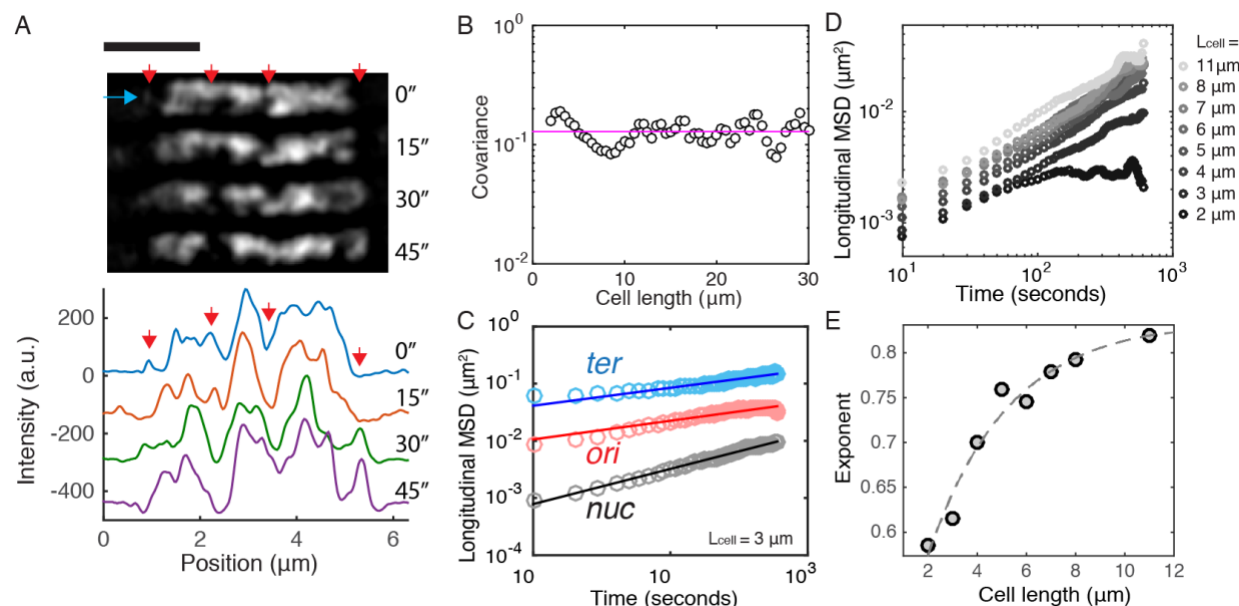 A
0″
15″
30″
45″
Intensity (a.u.)
200
0
-200
-400
0″
15″
30″
45″
0
2
4
6
Position (μm)
B
Covariance
10⁰
10⁻¹
10⁻²
0
10
20
30
Cell length (μm)
C
Longitudinal MSD (μm²)
10⁰
10⁻¹
10⁻²
10⁻³
10⁻⁴
ter
ori
nuc
Lcell = 3 μm
10
10
10³
Time (seconds)
D
Longitudinal MSD (μm²)
10⁻²
10⁻³
10¹
10²
10³
Time (seconds)
Lcell =
11μm
8 μm
7 μm
6 μm
5 μm
4 μm
3 μm
2 μm
E
Exponent
0.8
0.75
0.7
0.65
0.6
2
4
6
8
10
12
Cell length (μm)